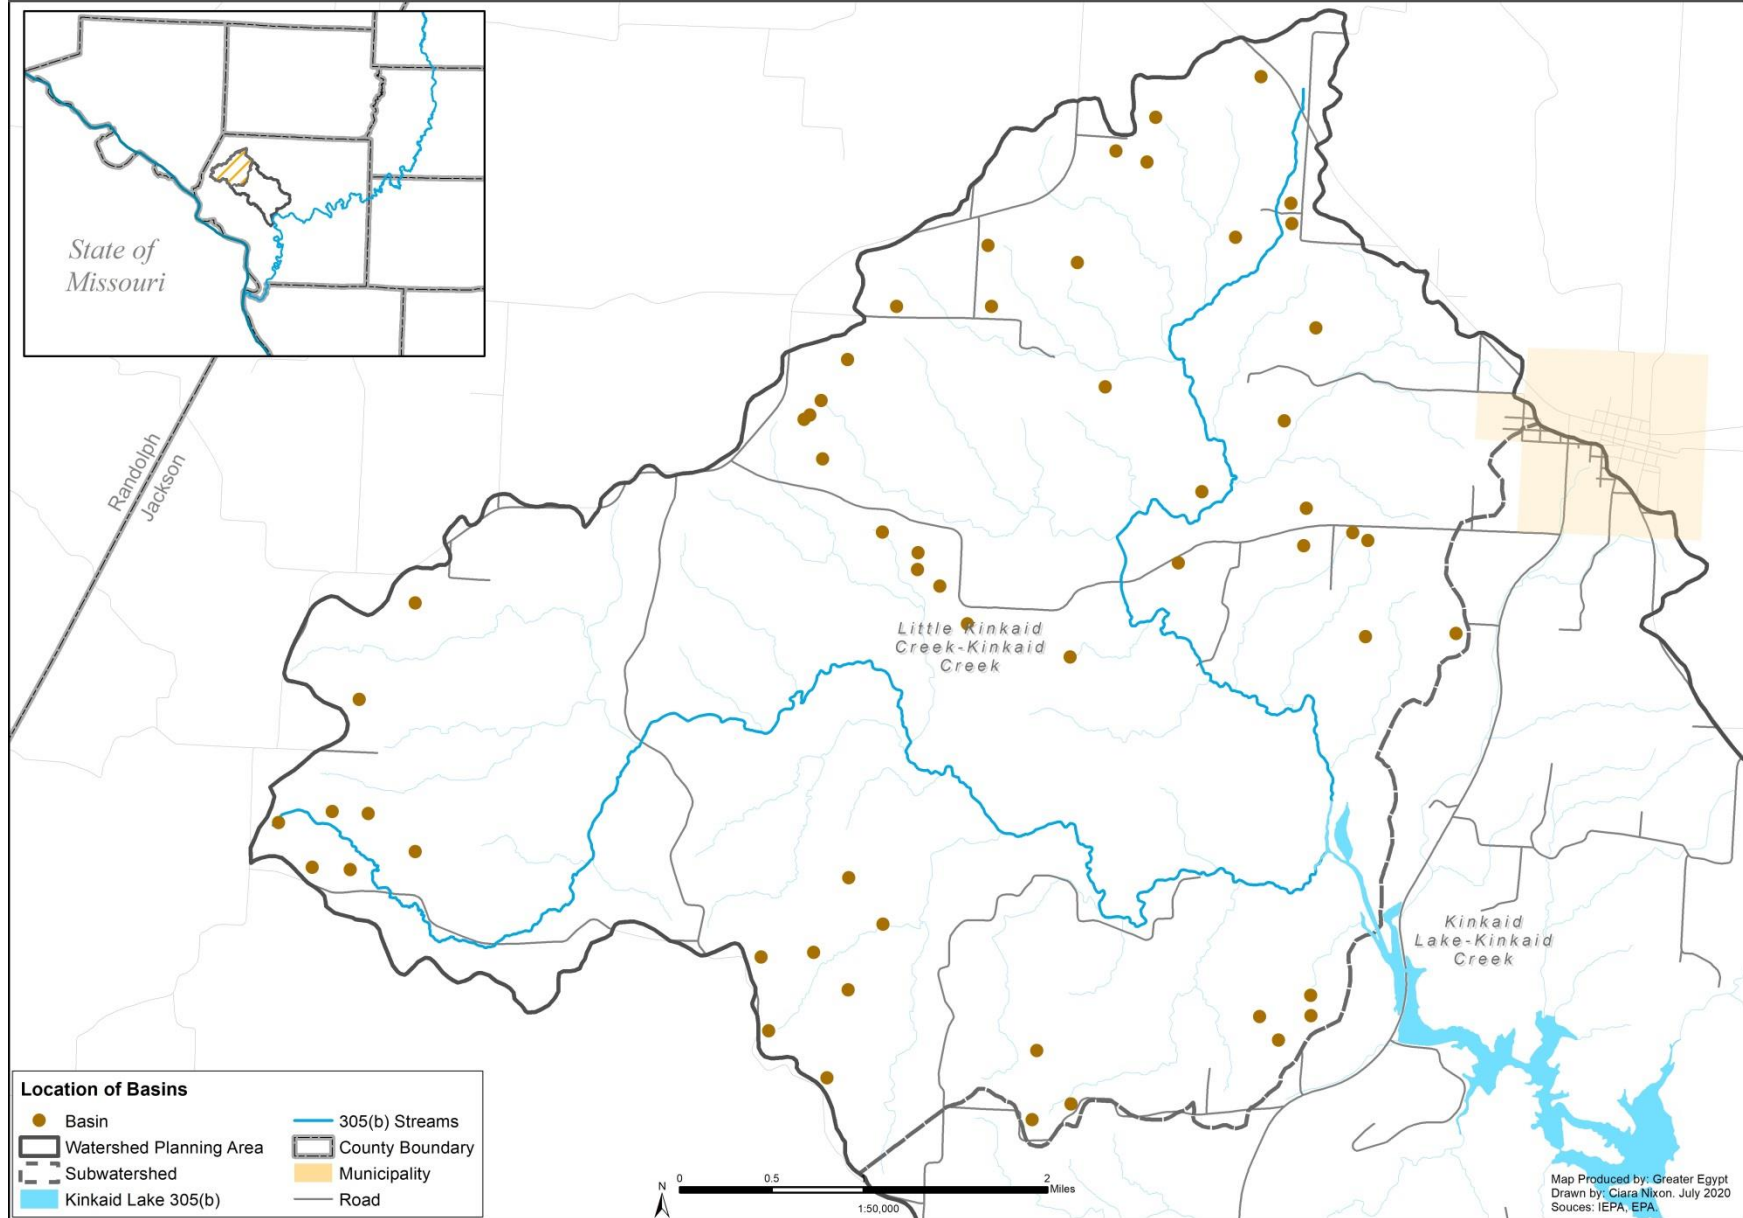 State of
Missouri
Randolph
Jackson
Little Kinkaid
Creek-Kinkaid
Creek
Kinkaid
Lake-Kinkaid
Creek
Location of Basins
Basin
Watershed Planning Area
Subwatershed
Kinkaid Lake 305(b)
305(b) Streams
County Boundary
Municipality
Road
N
0 0.5 1 2
Miles
1:50,000
Map Produced by: Greater Egypt
Drawn by: Ciara Nixon. July 2020
Souces: IEPA, EPA.